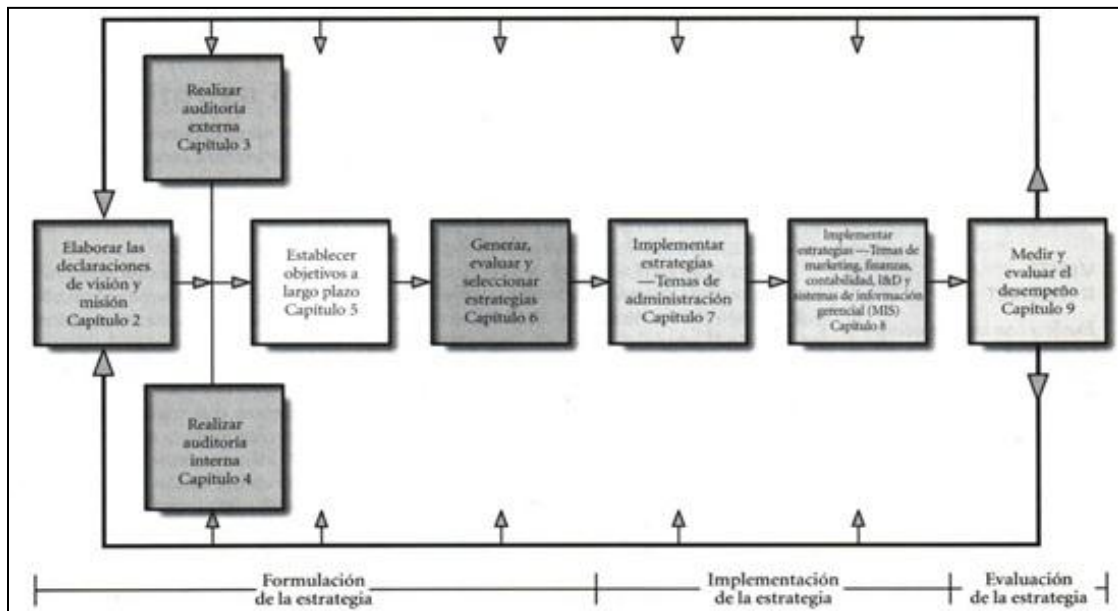 Realizar
auditoría
externa
Capítulo 3
Elaborar las
declaraciones
de visión y
misión
Capítulo 2
Establecer
objetivos a
largo plazo
Capítulo 5
Generar,
evaluar y
seleccionar
estrategias
Capítulo 6
Implementar
estrategias
—Temas de
administración
Capítulo 7
Implementar
estrategias —Temas de
marketing, finanzas,
contabilidad, I&D y
sistemas de información
gerencial (MIS)
Capítulo 8
Medir y
evaluar el
desempeño
Capítulo 9
Realizar
auditoría
interna
Capítulo 4
Formulación
de la estrategia
Implementación
de la estrategia
Evaluación
de la estrategia